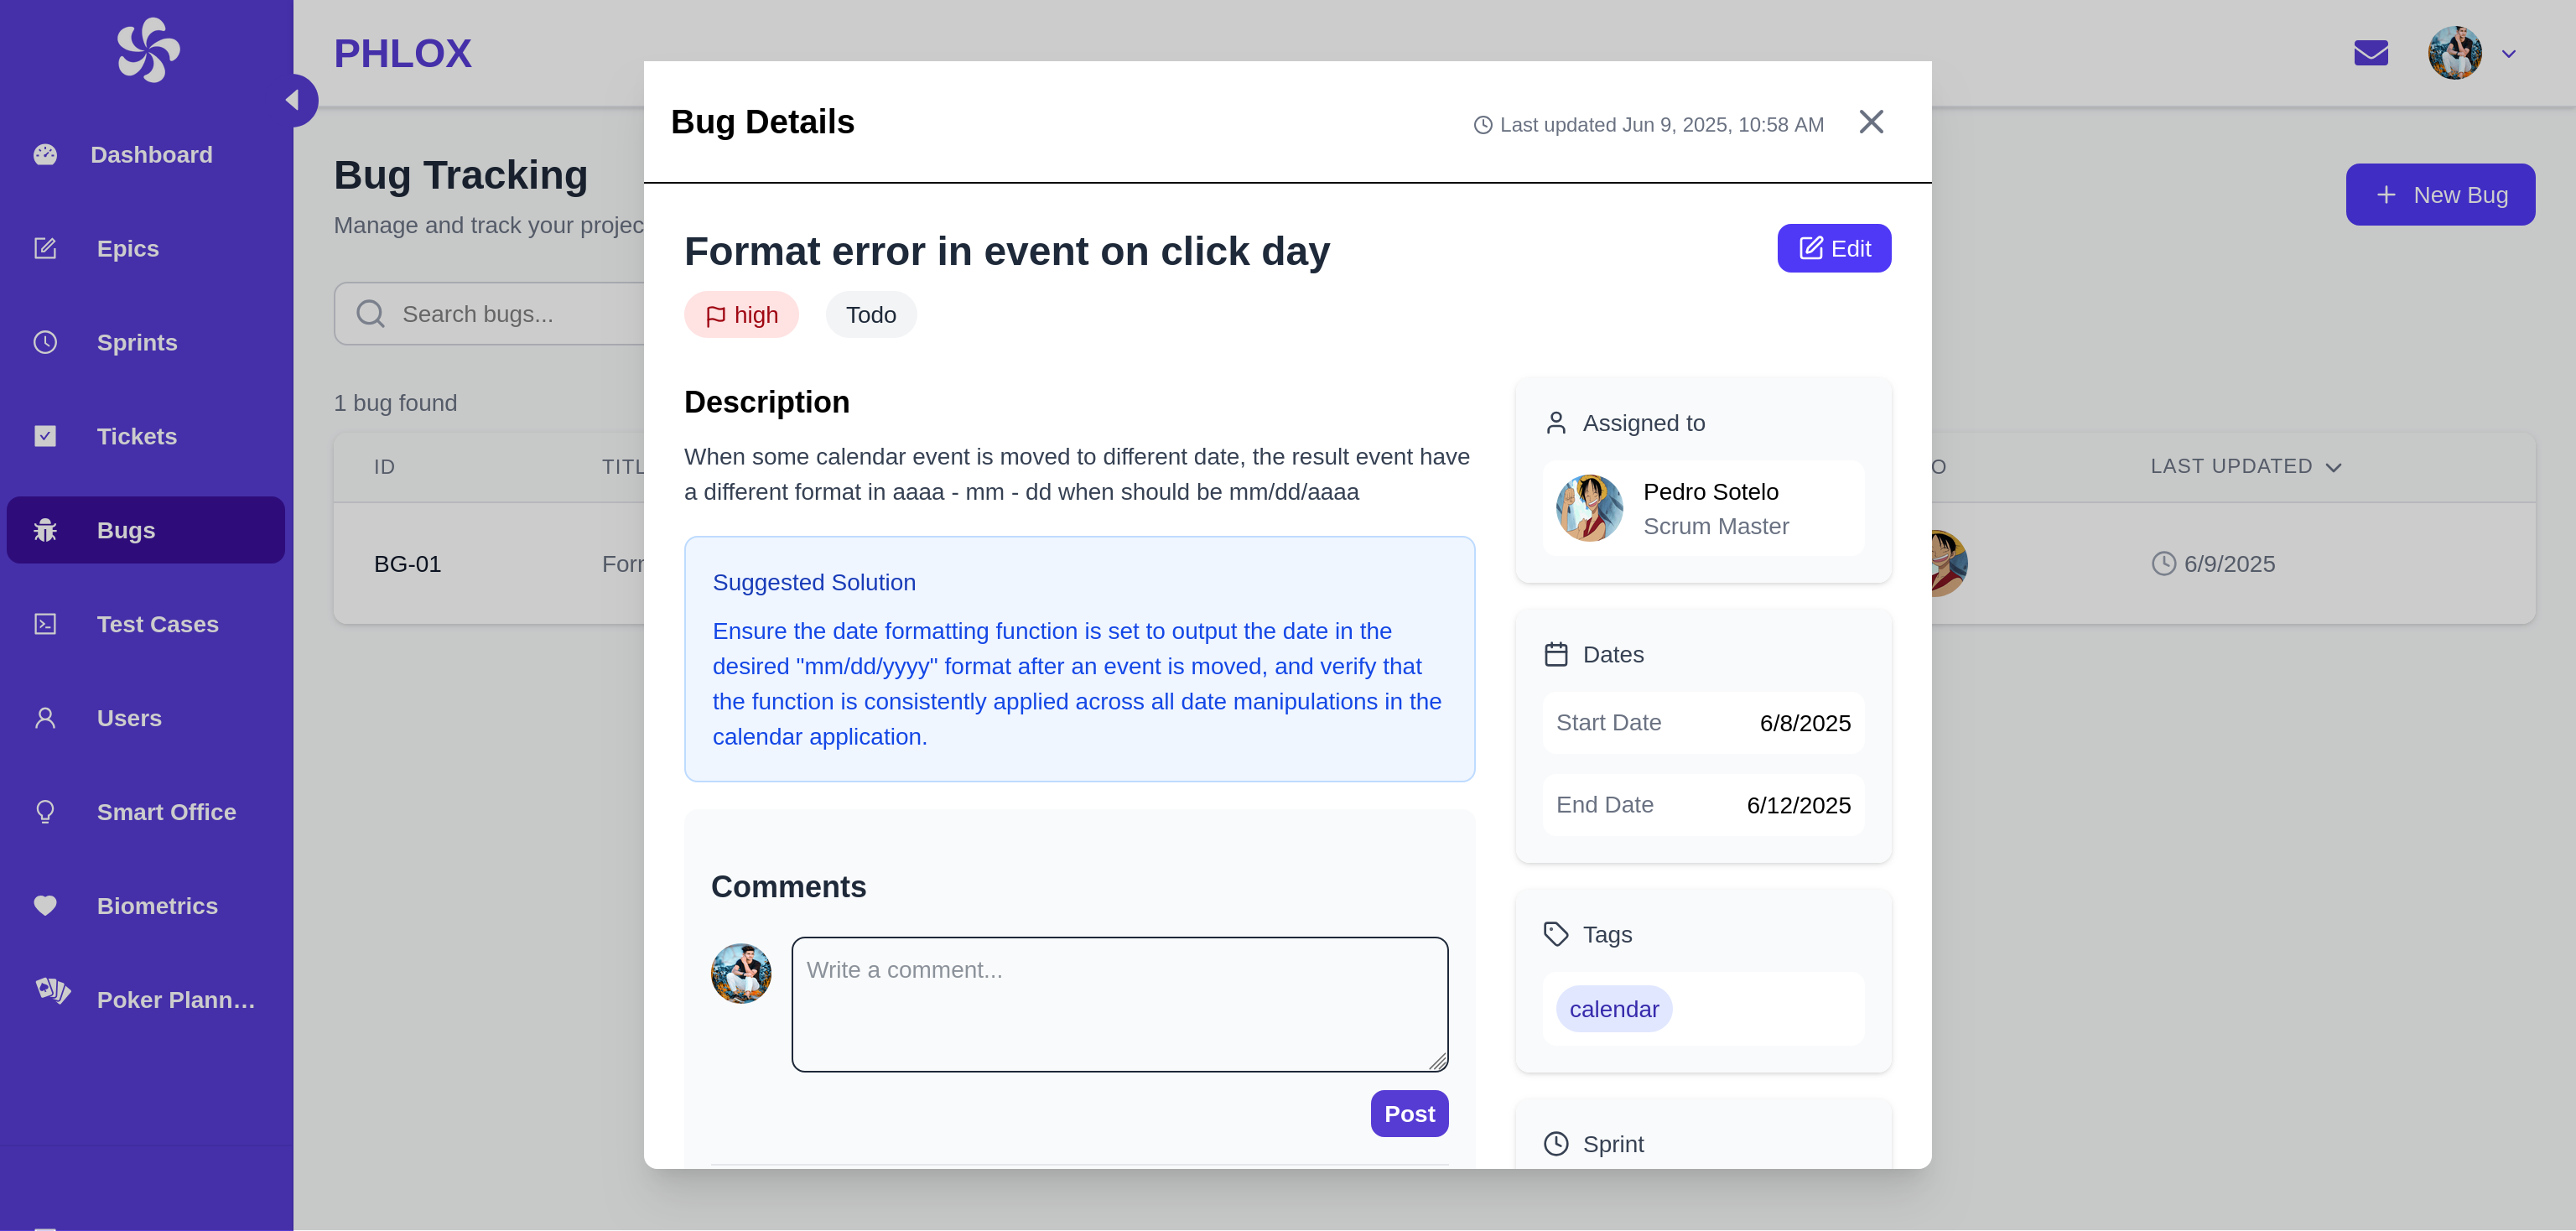 PHLOX
Dashboard
Epics
Sprints
Tickets
Bugs
Test Cases
Users
Smart Office
Biometrics
Poker Plann…
Bug Tracking
Manage and track your projec
New Bug
Search bugs...
1 bug found
ID
TITL
O
LAST UPDATED
BG-01
Forr
6/9/2025
Bug Details
Last updated Jun 9, 2025, 10:58 AM
Format error in event on click day
Edit
high
Todo
Description
When some calendar event is moved to different date, the result event have
a different format in aaaa - mm - dd when should be mm/dd/aaaa
Suggested Solution
Ensure the date formatting function is set to output the date in the
desired "mm/dd/yyyy" format after an event is moved, and verify that
the function is consistently applied across all date manipulations in the
calendar application.
Comments
Write a comment...
Post
Assigned to
Pedro Sotelo
Scrum Master
Dates
Start Date
6/8/2025
End Date
6/12/2025
Tags
calendar
Sprint